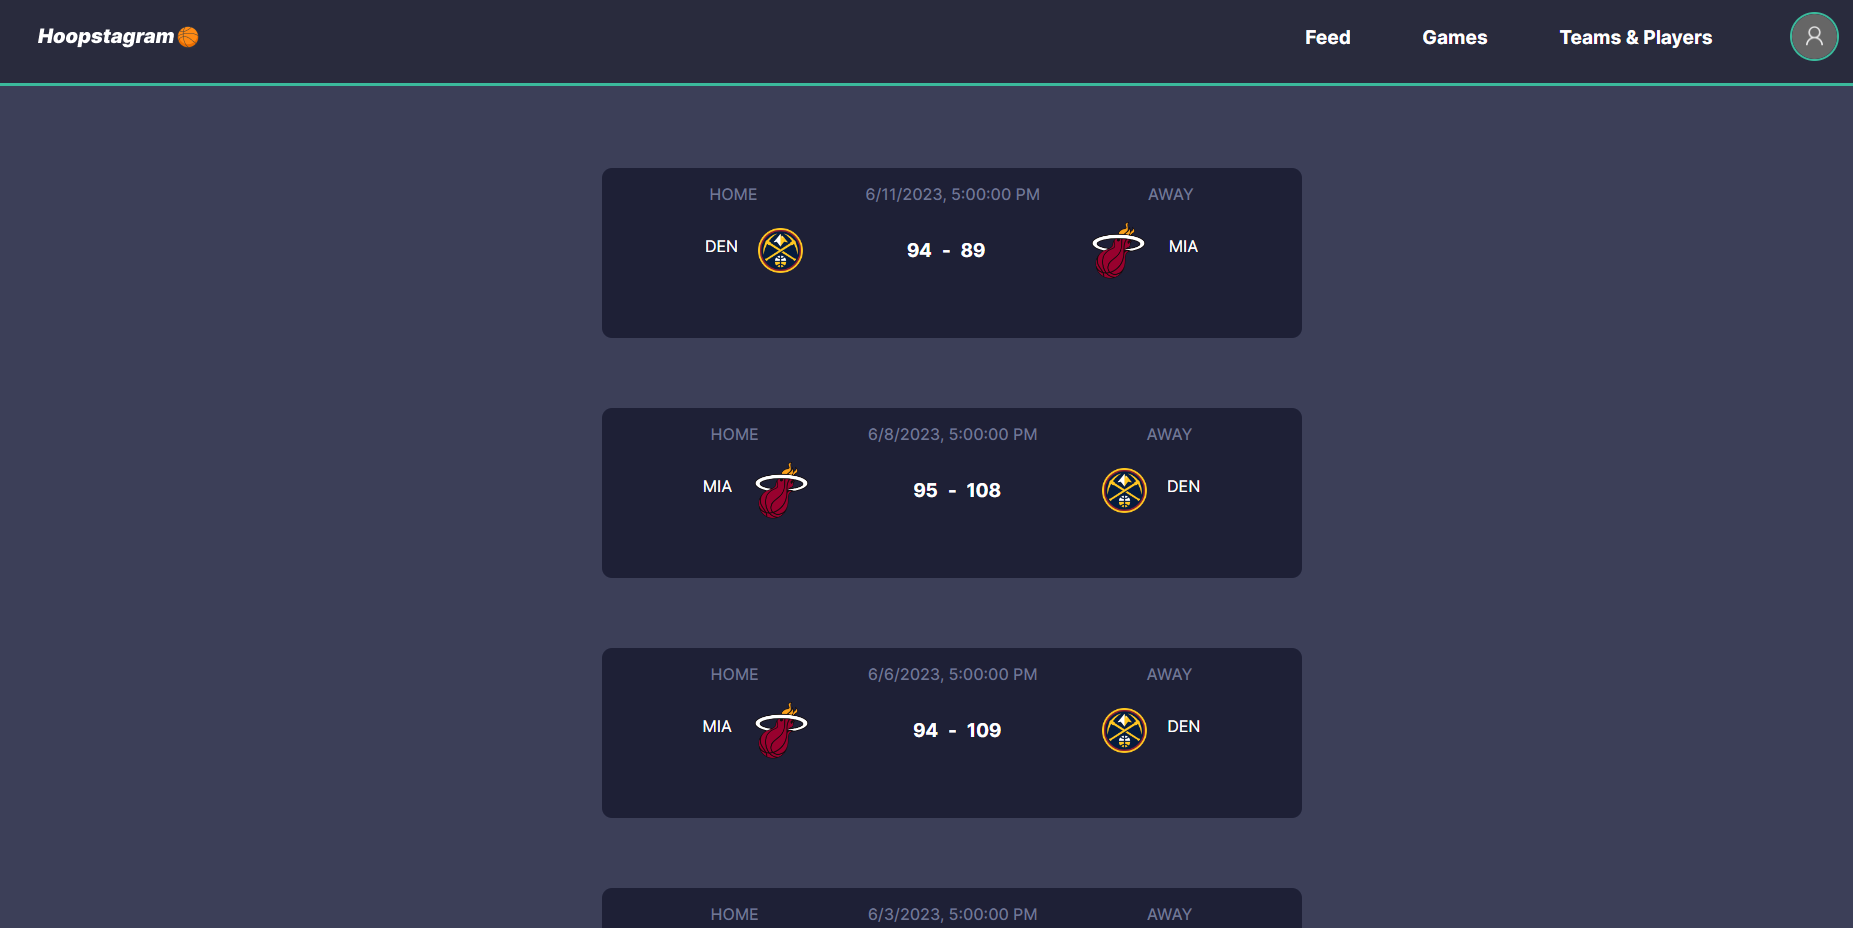 Hoopstagram
Feed Games Teams & Players
HOME 6/11/2023, 5:00:00 PM AWAY
DEN 94 - 89 MIA
HOME 6/8/2023, 5:00:00 PM AWAY
MIA 95 - 108 DEN
HOME 6/6/2023, 5:00:00 PM AWAY
MIA 94 - 109 DEN
HOME 6/3/2023, 5:00:00 PM AWAY